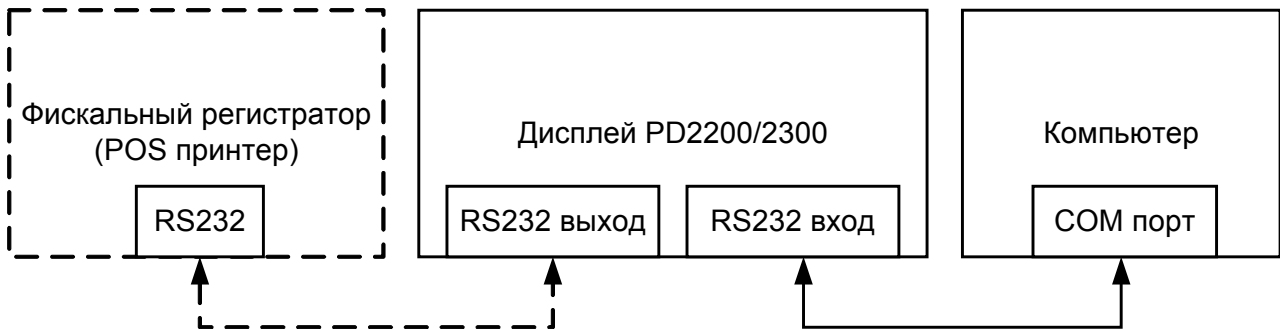 Фискальный регистратор
(POS принтер)
RS232
Дисплей PD2200/2300
RS232 выход
RS232 вход
Компьютер
COM порт